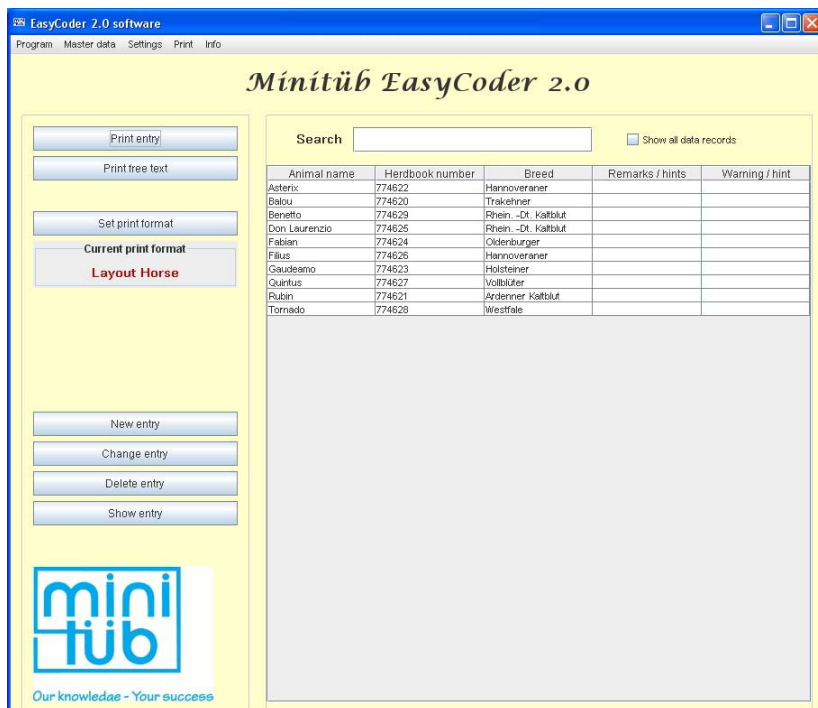 EasyCoder 2.0 software
Program Master data Settings Print Info
Minitüb EasyCoder 2.0
Print entry
Print free text
Set print format
Current print format
Layout Horse
New entry
Change entry
Delete entry
Show entry
mini
tüb
Our knowledge - Your success
Search
Show all data records
Animal name Herdbook number Breed Remarks / hints Warning / hint
Asterix 774622 Hannoveraner
Balou 774620 Trakehner
Benetto 774629 Rhein. -Dt. Kaltblut
Don Laurenzio 774625 Rhein. -Dt. Kaltblut
Fabian 774624 Oldenburger
Filius 774626 Hannoveraner
Gaudeamo 774623 Holsteiner
Quintus 774627 Vollblüter
Rubin 774621 Ardenner Kaltblut
Tornado 774628 Westfale